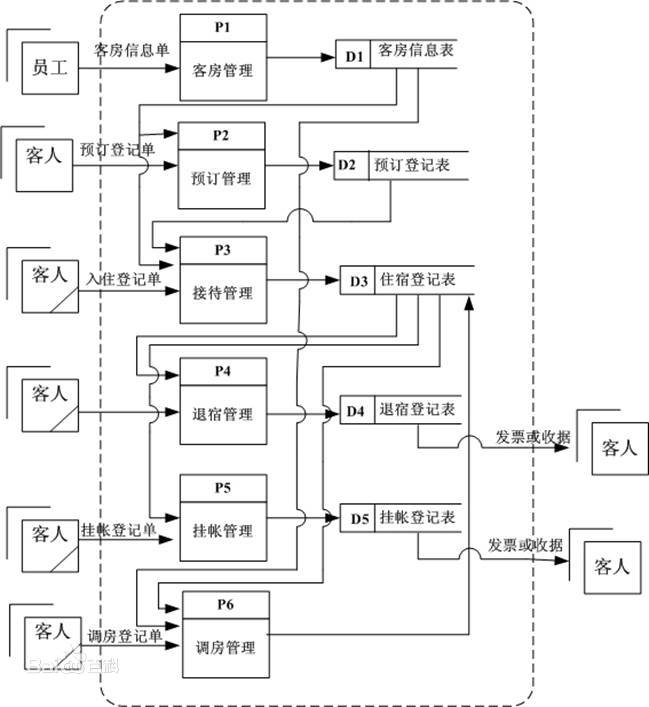 P1
客房信息单
D1 客房信息表
员工
客房管理
P2
预订登记单
D2 预订登记表
客人
预订管理
P3
客人
入住登记单
D3 住宿登记表
接待管理
P4
客人
D4 退宿登记表
退宿管理
发票或收据
客人
P5
客人
挂帐登记单
D5 挂帐登记表
挂帐管理
发票或收据
客人
P6
客人
调房登记单
调房管理
Baidu百科